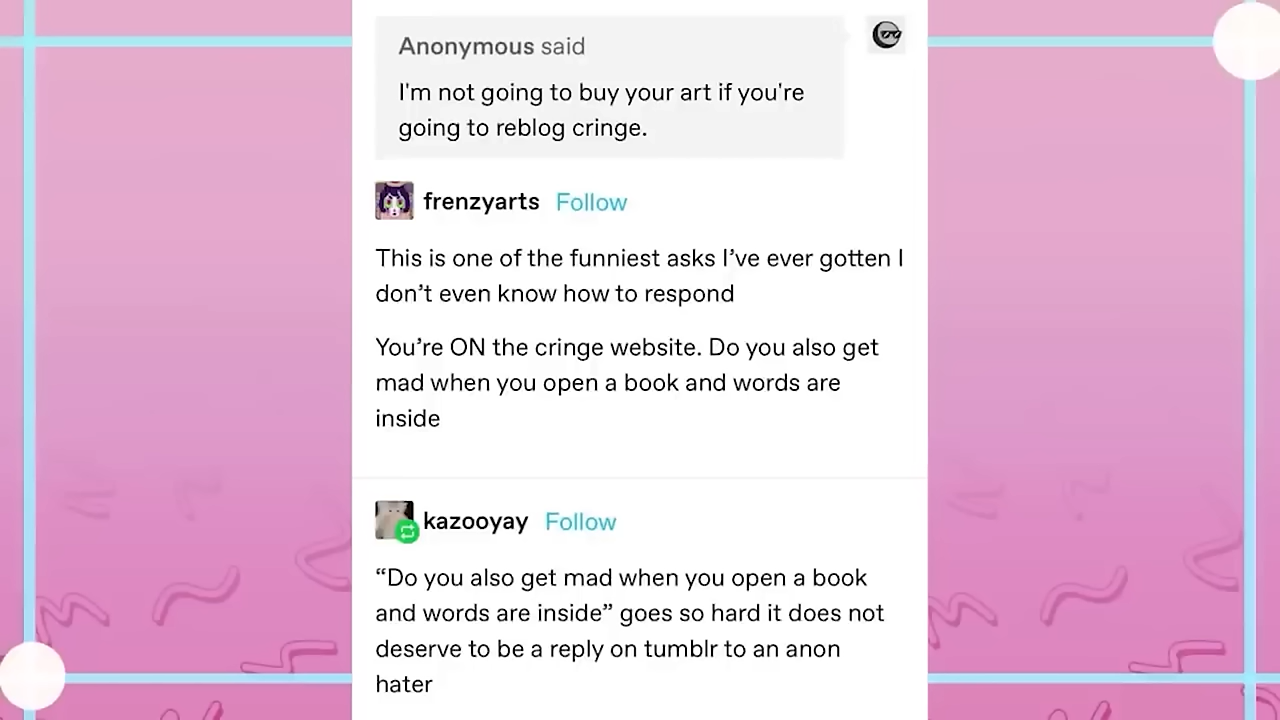 Anonymous said
I'm not going to buy your art if you're
going to reblog cringe.
frenzyarts Follow
This is one of the funniest asks I’ve ever gotten I
don’t even know how to respond
You’re ON the cringe website. Do you also get
mad when you open a book and words are
inside
kazooyay Follow
“Do you also get mad when you open a book
and words are inside” goes so hard it does not
deserve to be a reply on tumblr to an anon
hater